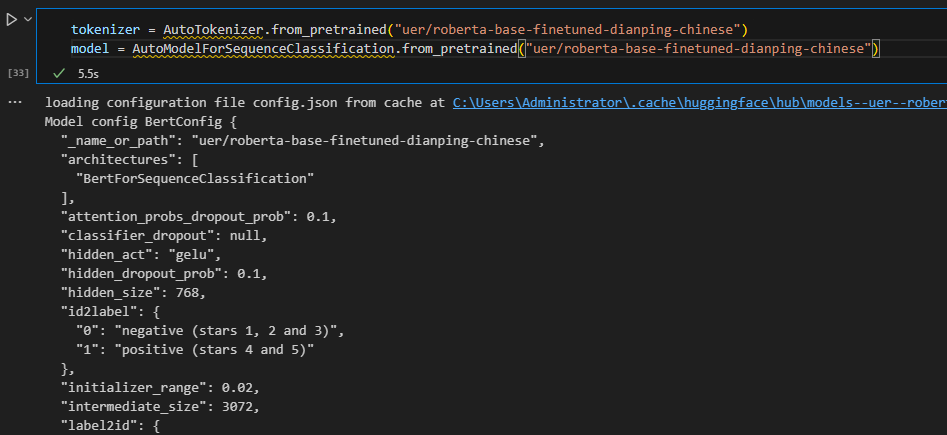 tokenizer = AutoTokenizer.from_pretrained("uer/roberta-base-finetuned-dianping-chinese")
model = AutoModelForSequenceClassification.from_pretrained("uer/roberta-base-finetuned-dianping-chinese")
[33] 5.5s
... loading configuration file config.json from cache at C:\Users\Administrator\.cache\huggingface\hub\models--uer--rober
Model config BertConfig {
"_name_or_path": "uer/roberta-base-finetuned-dianping-chinese",
"architectures": [
"BertForSequenceClassification"
],
"attention_probs_dropout_prob": 0.1,
"classifier_dropout": null,
"hidden_act": "gelu",
"hidden_dropout_prob": 0.1,
"hidden_size": 768,
"id2label": {
"0": "negative (stars 1, 2 and 3)",
"1": "positive (stars 4 and 5)"
},
"initializer_range": 0.02,
"intermediate_size": 3072,
"label2id": {